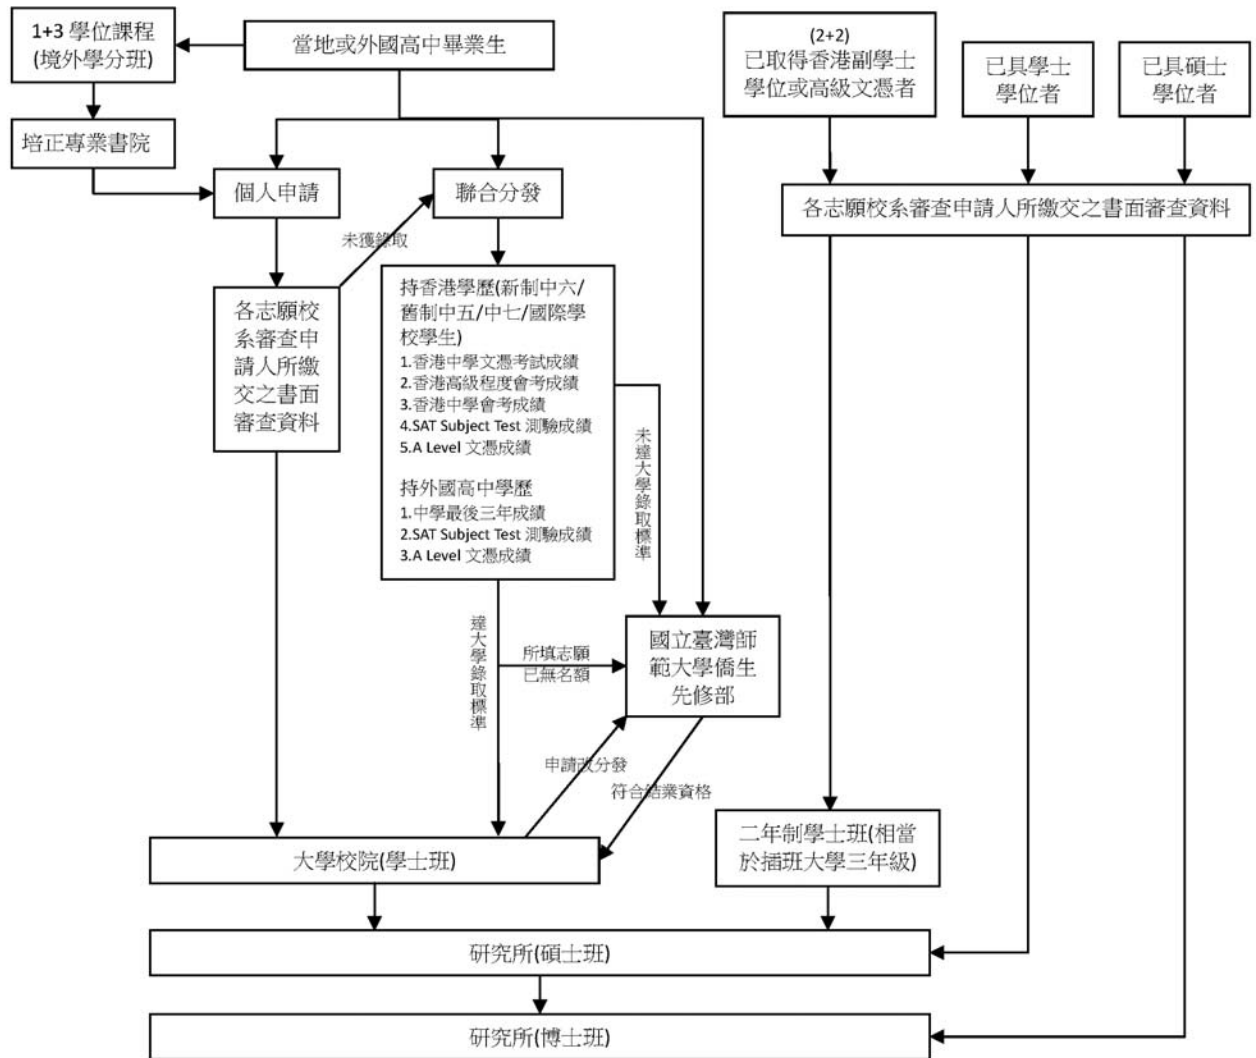 1+3 學位課程
(境外學分班)
當地或外國高中畢業生
(2+2)
已取得香港副學士
學位或高級文憑者
已具學士
學位者
已具碩士
學位者
培正專業書院
個人申請
聯合分發
各志願校系審查申請人所繳交之書面審查資料
未獲錄取
各志願校
系審查申
請人所繳
交之書面
審查資料
持香港學歷(新制中六/
舊制中五/中七/國際學
校學生)
1.香港中學文憑考試成績
2.香港高級程度會考成績
3.香港中學會考成績
4.SAT Subject Test 測驗成績
5.A Level 文憑成績
持外國高中學歷
1.中學最後三年成績
2.SAT Subject Test 測驗成績
3.A Level 文憑成績
未達大學錄取標準
達大學錄取標準
所填志願
已無名額
國立臺灣師
範大學僑生
先修部
申請改分發
符合結業資格
大學校院(學士班)
二年制學士班(相當
於插班大學三年級)
研究所(碩士班)
研究所(博士班)